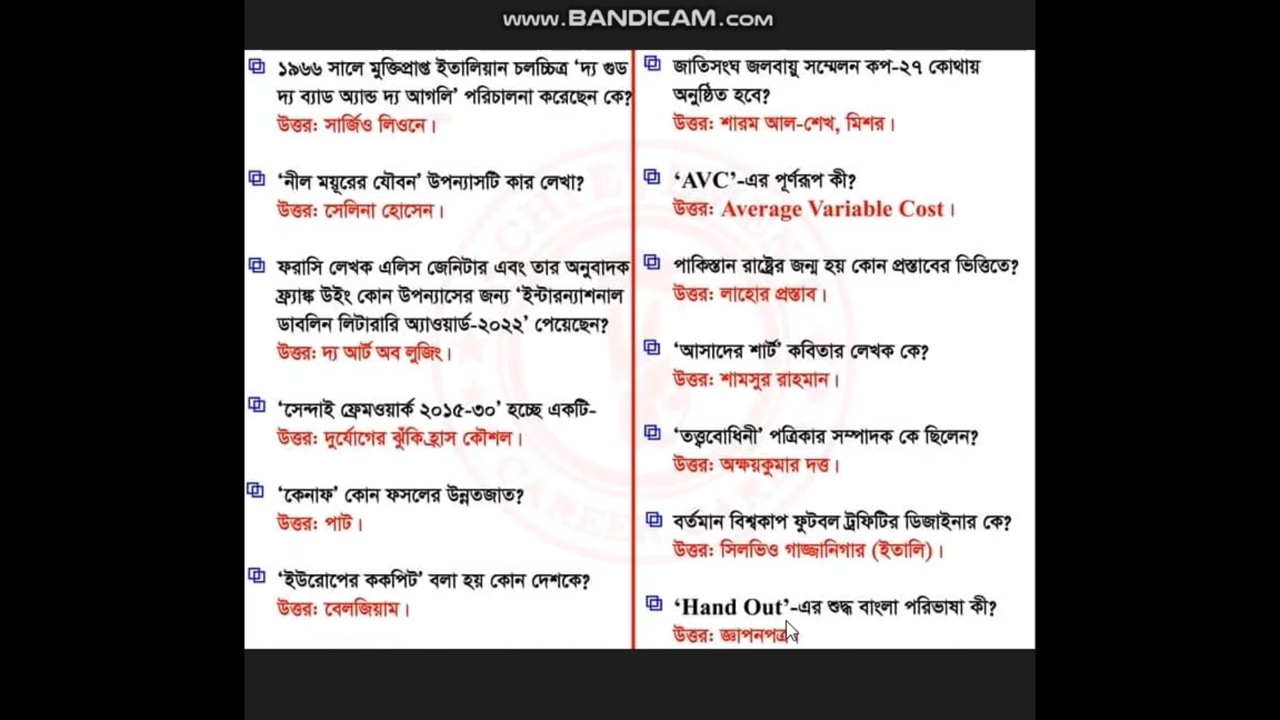 WWW.BANDICAM.COM
১৯৬৬ সালে মুক্তিপ্রাপ্ত ইতালিয়ান চলচ্চিত্র ‘দ্য গুড
দ্য ব্যাড অ্যান্ড দ্য আগলি’ পরিচালনা করেছেন কে?
উত্তর: সার্জিও লিওনে।
‘নীল ময়ূরের যৌবন’ উপন্যাসটি কার লেখা?
উত্তর: সেলিনা হোসেন।
ফরাসি লেখক এলিস জেনিটার এবং তার অনুবাদক
ফ্র্যাঙ্ক উইং কোন উপন্যাসের জন্য ‘ইন্টারন্যাশনাল
ডাবলিন লিটারারি অ্যাওয়ার্ড-২০২২’ পেয়েছেন?
উত্তর: দ্য আর্ট অব লুজিং।
‘সেন্দাই ফ্রেমওয়ার্ক ২০১৫-৩০’ হচ্ছে একটি-
উত্তর: দুর্যোগের ঝুঁকি হ্রাস কৌশল।
‘কেনাফ’ কোন ফসলের উন্নতজাত?
উত্তর: পাট।
‘ইউরোপের ককপিট’ বলা হয় কোন দেশকে?
উত্তর: বেলজিয়াম।
জাতিসংঘ জলবায়ু সম্মেলন কপ-২৭ কোথায়
অনুষ্ঠিত হবে?
উত্তর: শারম আল-শেখ, মিশর।
‘AVC’-এর পূর্ণরূপ কী?
উত্তর: Average Variable Cost।
পাকিস্তান রাষ্ট্রের জন্ম হয় কোন প্রস্তাবের ভিত্তিতে?
উত্তর: লাহোর প্রস্তাব।
‘আসাদের শার্ট’ কবিতার লেখক কে?
উত্তর: শামসুর রাহমান।
‘তত্ত্ববোধিনী’ পত্রিকার সম্পাদক কে ছিলেন?
উত্তর: অক্ষয়কুমার দত্ত।
বর্তমান বিশ্বকাপ ফুটবল ট্রফিটির ডিজাইনার কে?
উত্তর: সিলভিও গাজ্জানিগার (ইতালি)।
‘Hand Out’-এর শুদ্ধ বাংলা পরিভাষা কী?
উত্তর: জ্ঞাপনপত্র।